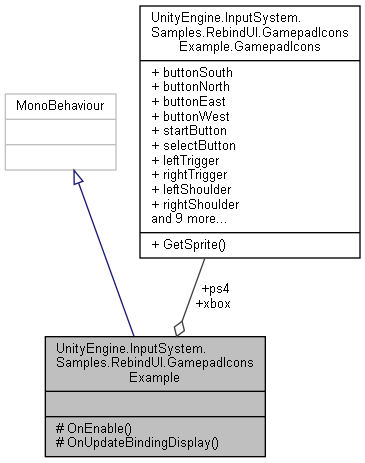 UnityEngine.InputSystem.
Samples.RebindUI.GamepadIcons
Example.GamepadIcons
+ buttonSouth
+ buttonNorth
+ buttonEast
+ buttonWest
+ startButton
+ selectButton
+ leftTrigger
+ rightTrigger
+ leftShoulder
+ rightShoulder
and 9 more...
+ GetSprite()
MonoBehaviour
+ps4
+xbox
UnityEngine.InputSystem.
Samples.RebindUI.GamepadIcons
Example
# OnEnable()
# OnUpdateBindingDisplay()